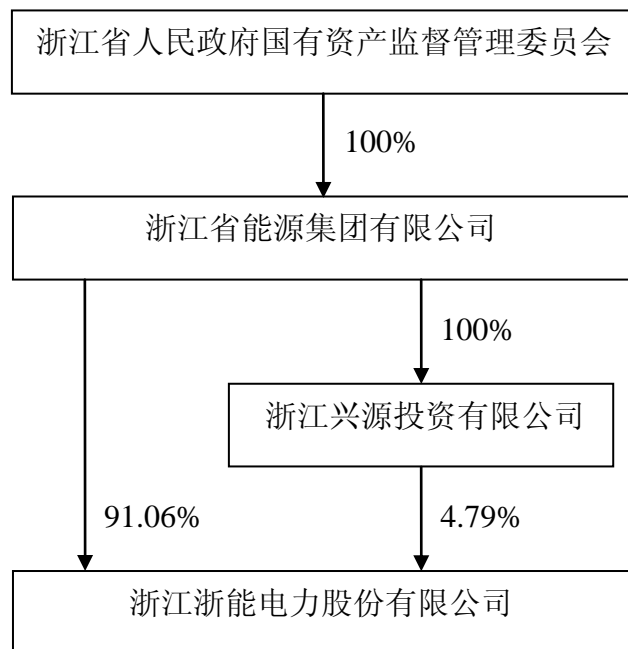 浙江省人民政府国有资产监督管理委员会
100%
浙江省能源集团有限公司
100%
浙江兴源投资有限公司
91.06%
4.79%
浙江浙能电力股份有限公司